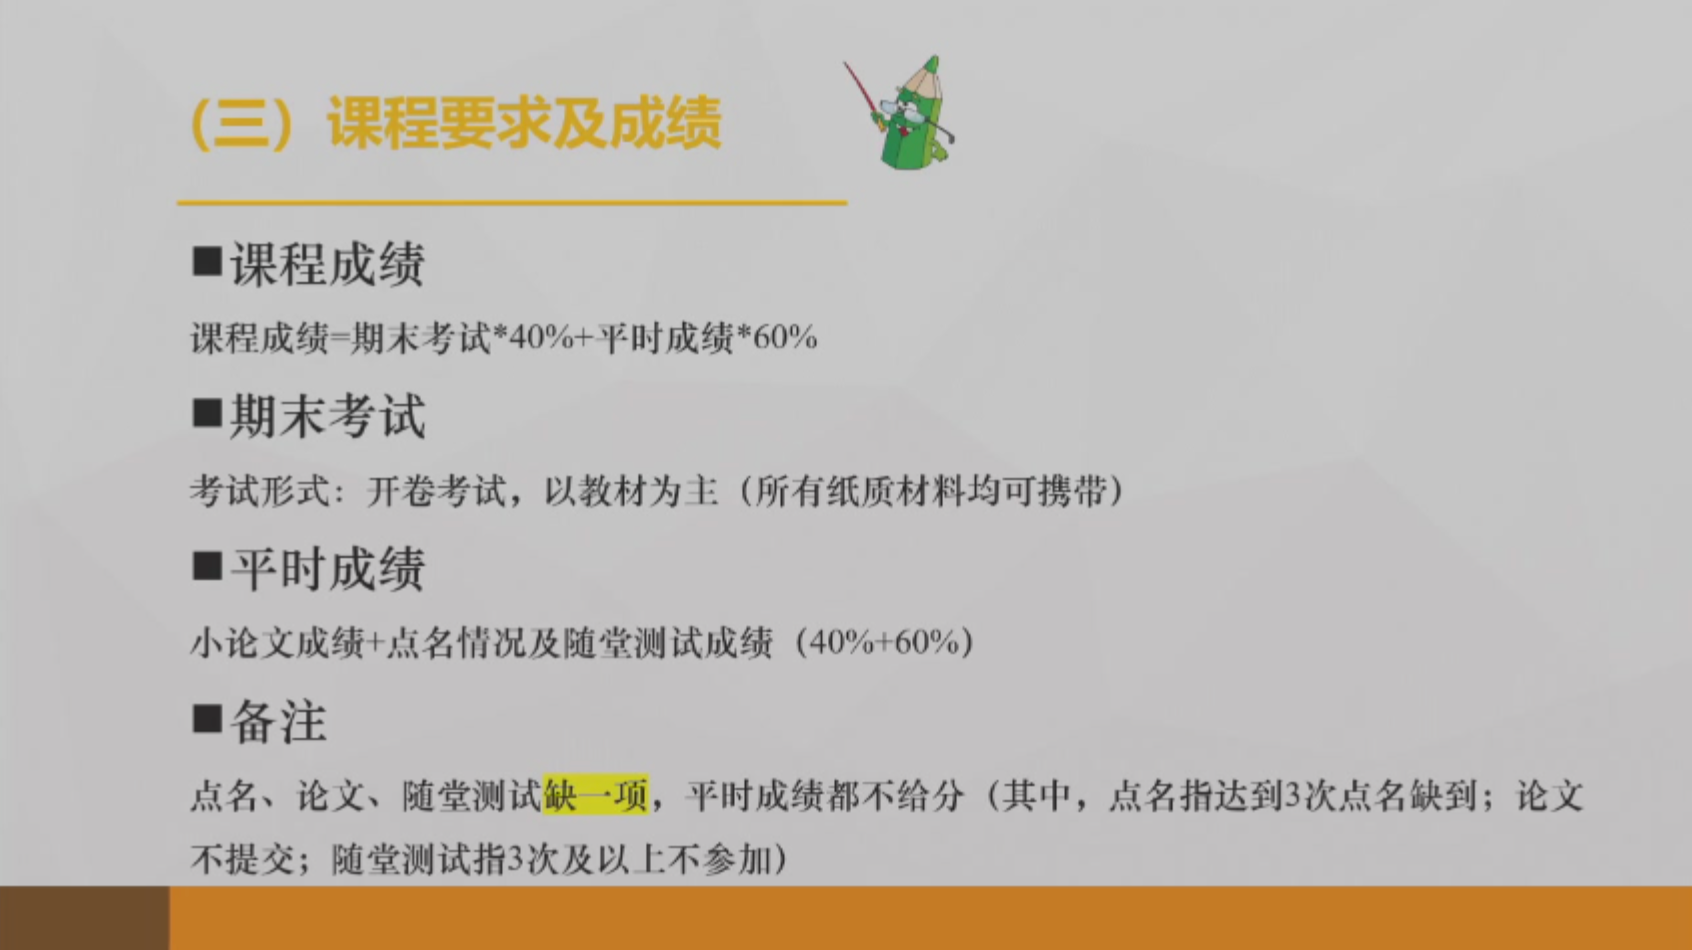 （三）课程要求及成绩
■课程成绩
课程成绩=期末考试*40%+平时成绩*60%
■期末考试
考试形式：开卷考试，以教材为主（所有纸质材料均可携带）
■平时成绩
小论文成绩+点名情况及随堂测试成绩（40%+60%）
■备注
点名、论文、随堂测试缺一项，平时成绩都不给分（其中，点名指达到3次点名缺到；论文
不提交；随堂测试指3次及以上不参加）